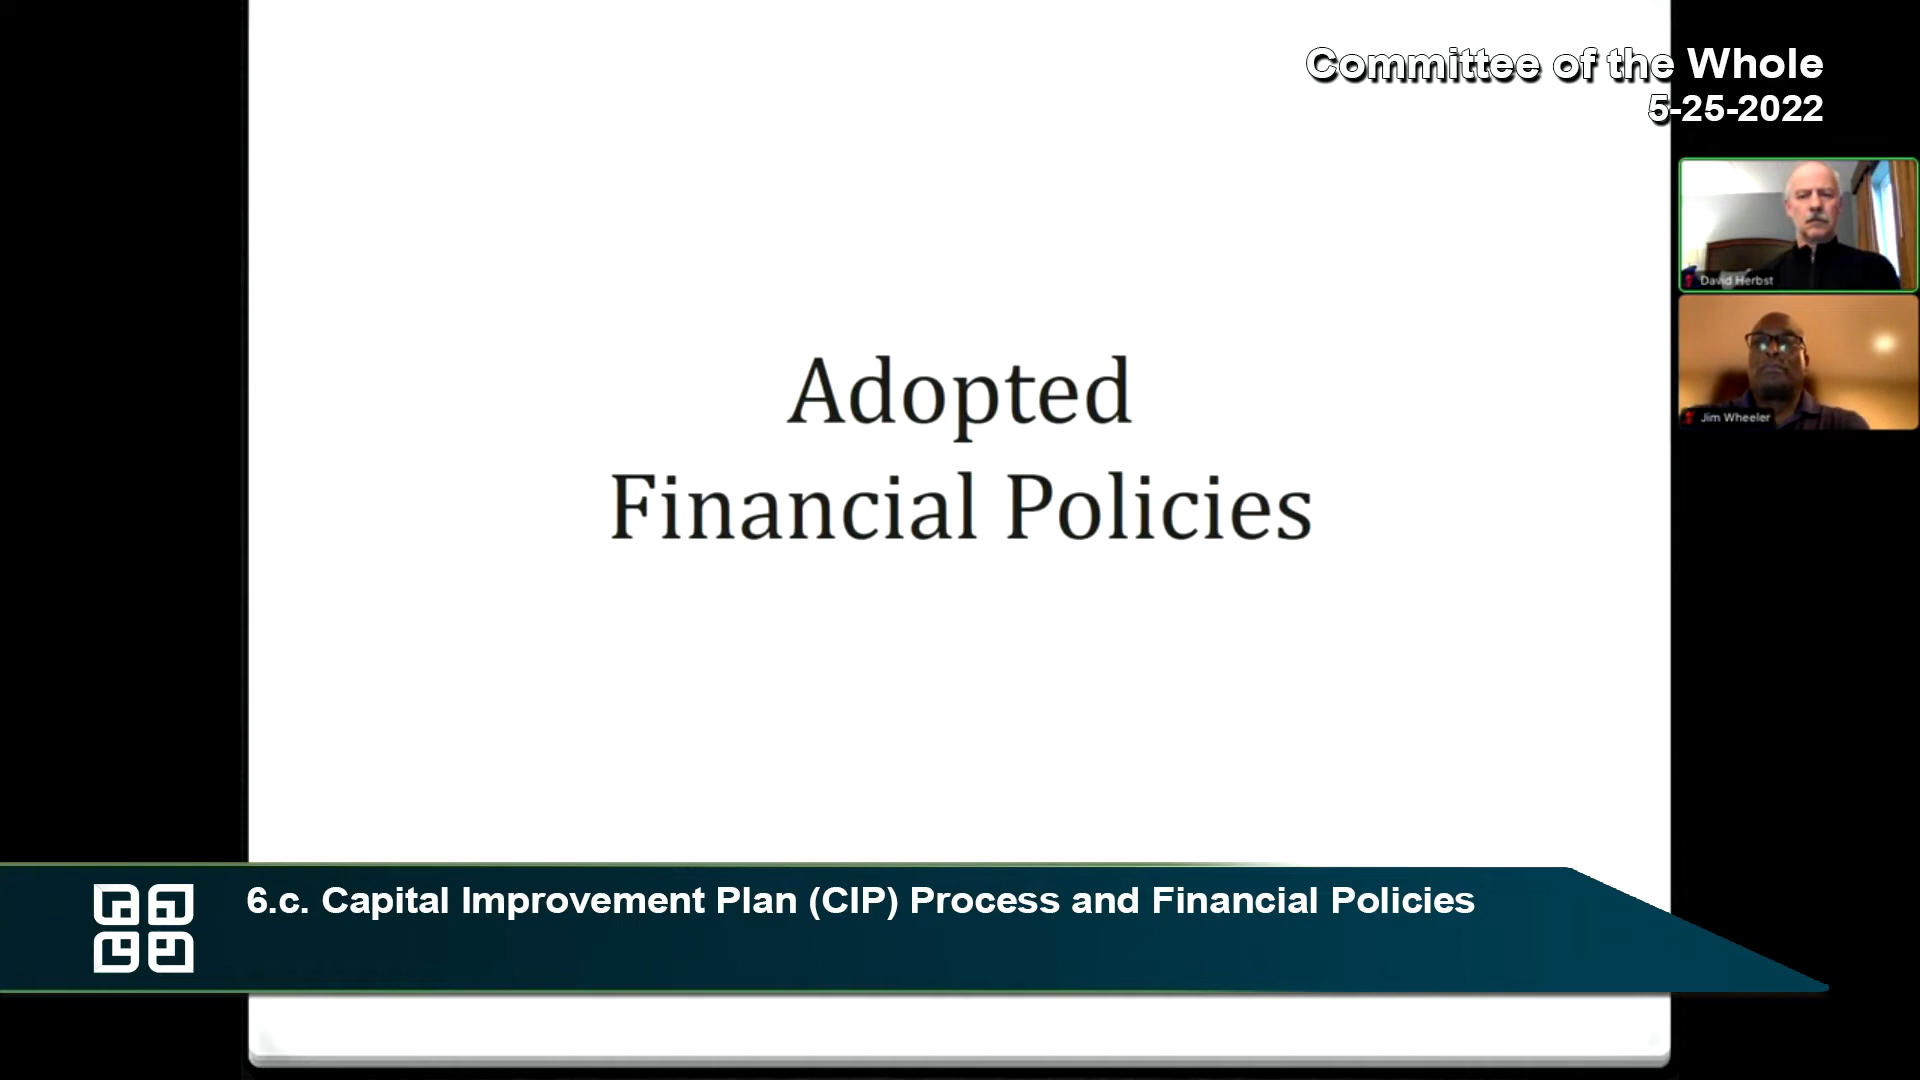 Committee of the Whole
5-25-2022
David Herbst
Jim Wheeler
Adopted
Financial Policies
6.c. Capital Improvement Plan (CIP) Process and Financial Policies